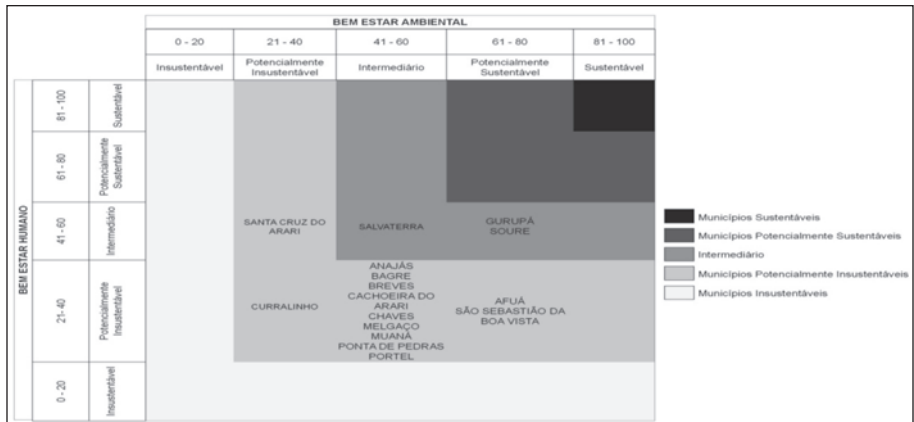 BEM ESTAR AMBIENTAL
0 - 20
21 - 40
41 - 60
61 - 80
81 - 100
Insustentável
Potencialmente
Insustentável
Intermediário
Potencialmente
Sustentável
Sustentável
BEM ESTAR HUMANO
81 - 100
Sustentável
61 - 80
Potencialmente
Sustentável
41 - 60
Intermediário
SANTA CRUZ DO
ARARI
SALVATERRA
GURUPÁ
SOURE
21- 40
Potencialmente
Insustentável
CURRALINHO
ANAJÁS
BAGRE
BREVES
CACHOEIRA DO
ARARI
CHAVES
MELGAÇO
MUANÃ
PONTA DE PEDRAS
PORTEL
AFUÁ
SÃO SEBASTIÃO DA
BOA VISTA
0 - 20
Insustentável
Municípios Sustentáveis
Municípios Potencialmente Sustentáveis
Intermediário
Municípios Potencialmente Insustentáveis
Municípios Insustentáveis